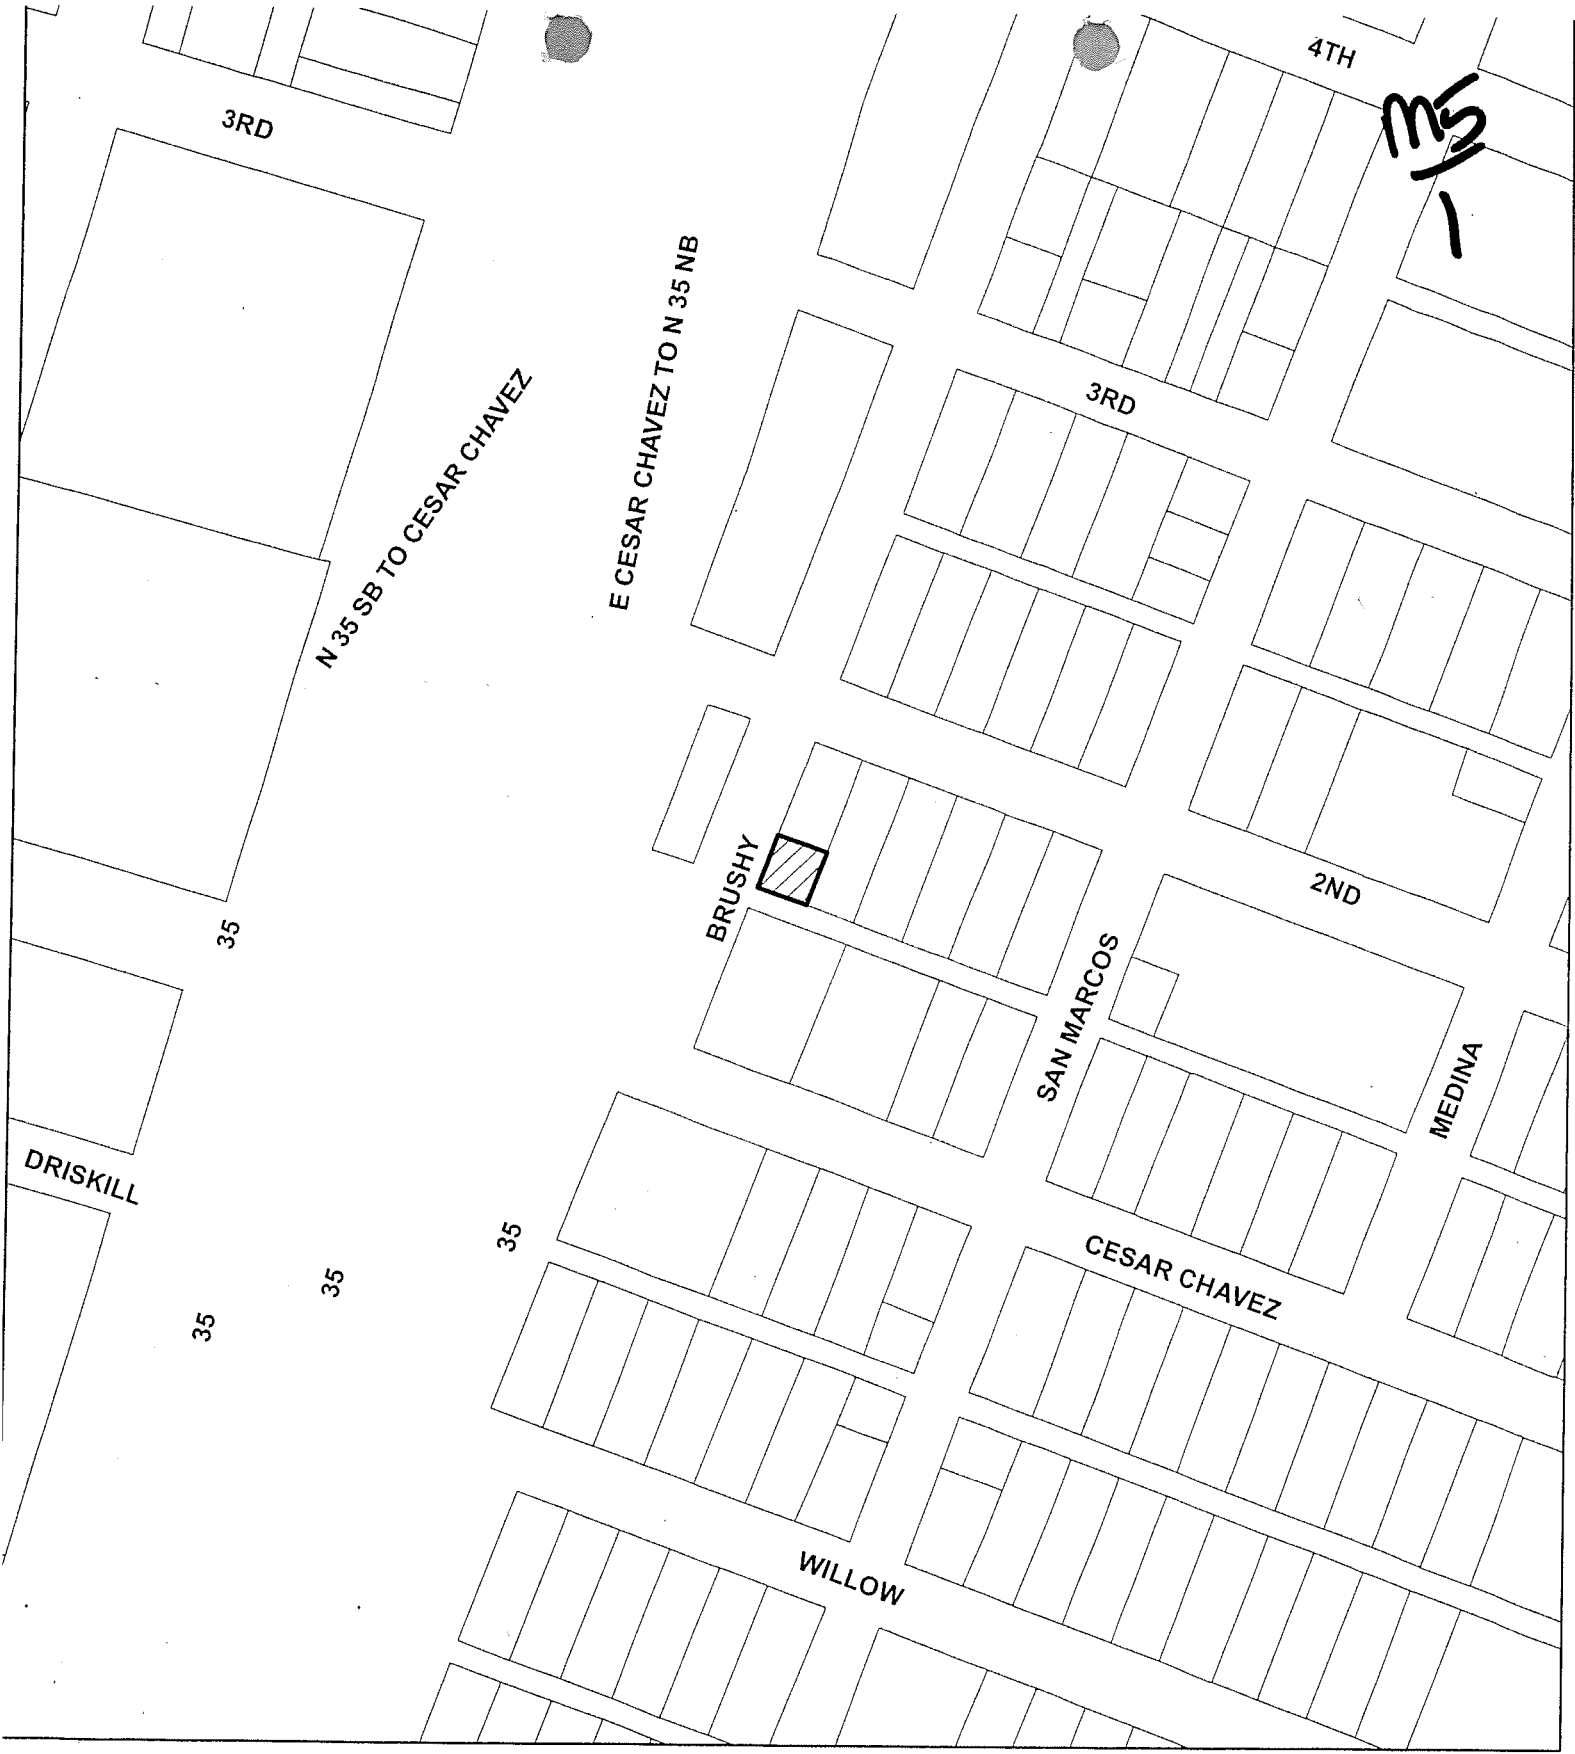 4TH
M5
1
3RD
E CESAR CHAVEZ TO N 35 NB
N 35 SB TO CESAR CHAVEZ
3RD
BRUSHY
2ND
35
SAN MARCOS
MEDINA
DRISKILL
35
35
35
CESAR CHAVEZ
WILLOW